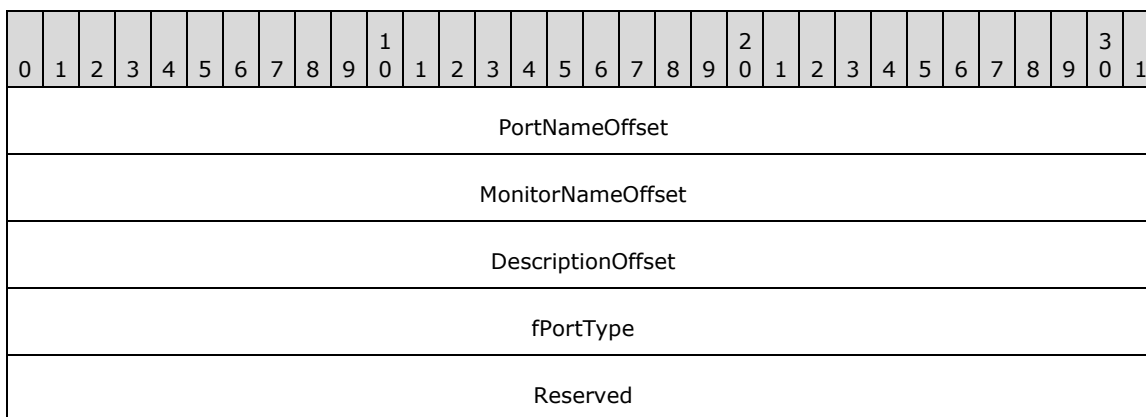 1 2 3
0 1 2 3 4 5 6 7 8 9 0 1 2 3 4 5 6 7 8 9 0 1 2 3 4 5 6 7 8 9 0 1
PortNameOffset
MonitorNameOffset
DescriptionOffset
fPortType
Reserved